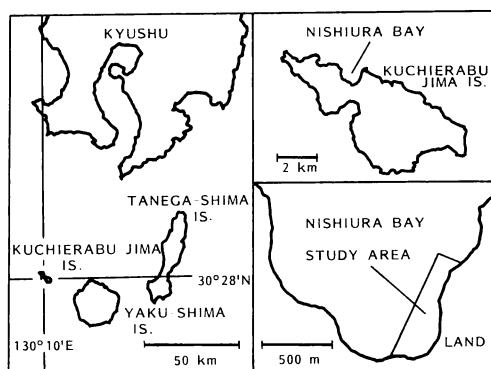 KYUSHU
TANEGA-SHIMA
IS.
KUCHIERABU JIMA
IS.
30°28'N
YAKU-SHIMA
IS.
130°10'E
50 km
NISHIURA BAY
KUCHIERABU
JIMA IS.
2 km
NISHIURA BAY
STUDY AREA
LAND
500 m